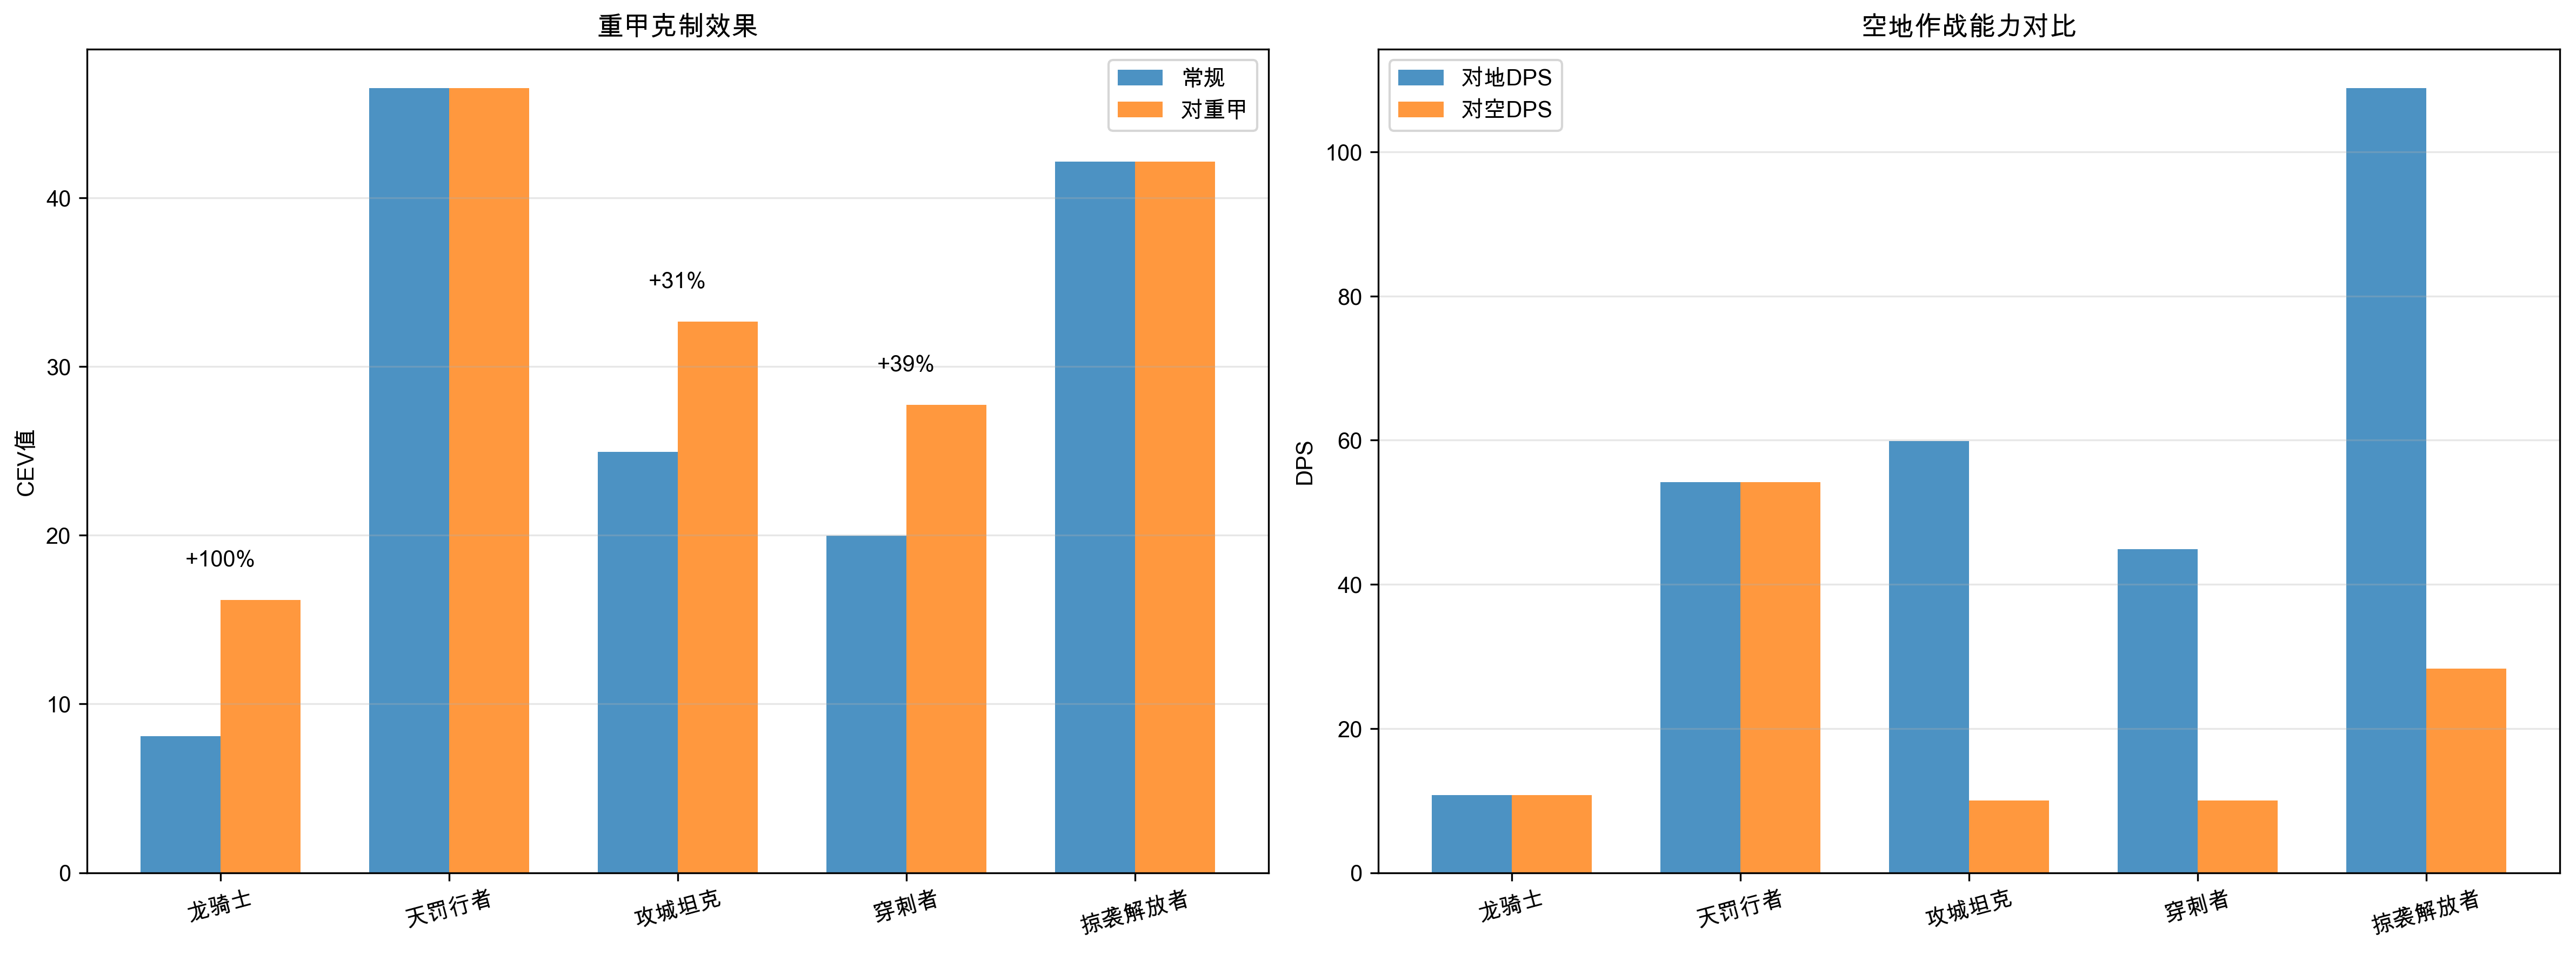 重甲克制效果
常规
对重甲
CEV值
40
30
20
10
0
+100%
+31%
+39%
龙骑士
天罚行者
攻城坦克
穿刺者
掠袭解放者
空地作战能力对比
对地DPS
对空DPS
DPS
100
80
60
40
20
0
龙骑士
天罚行者
攻城坦克
穿刺者
掠袭解放者